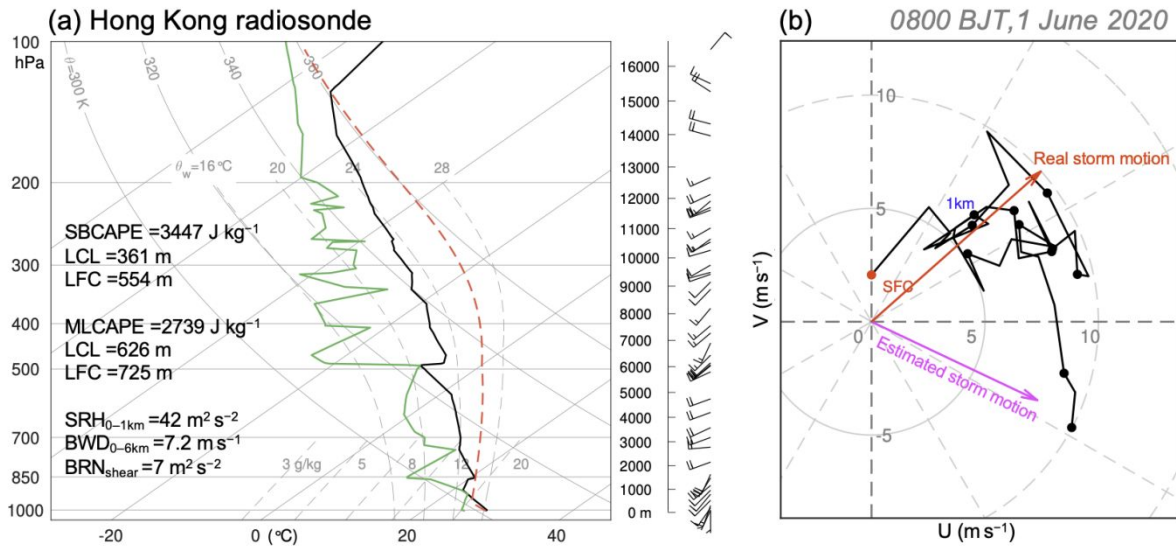 (a) Hong Kong radiosonde
(b) 0800 BJT,1 June 2020
100
hPa
200
300
400
500
700
850
1000
θ=300 K
320
340
360
θw=16°C
20
24
28
SBCAPE =3447 J kg⁻¹
LCL =361 m
LFC =554 m
MLCAPE =2739 J kg⁻¹
LCL =626 m
LFC =725 m
SRH0–1km =42 m² s⁻²
BWD0–6km =7.2 m s⁻¹
BRNshear =7 m² s⁻²
3 g/kg
5
8
12
20
-20
0
(°C)
20
40
16000
15000
14000
13000
12000
11000
10000
9000
8000
7000
6000
5000
4000
3000
2000
1000
0 m
V (m s⁻¹)
10
5
Real storm motion
1km
SFC
0
5
10
Estimated storm motion
-5
U (m s⁻¹)